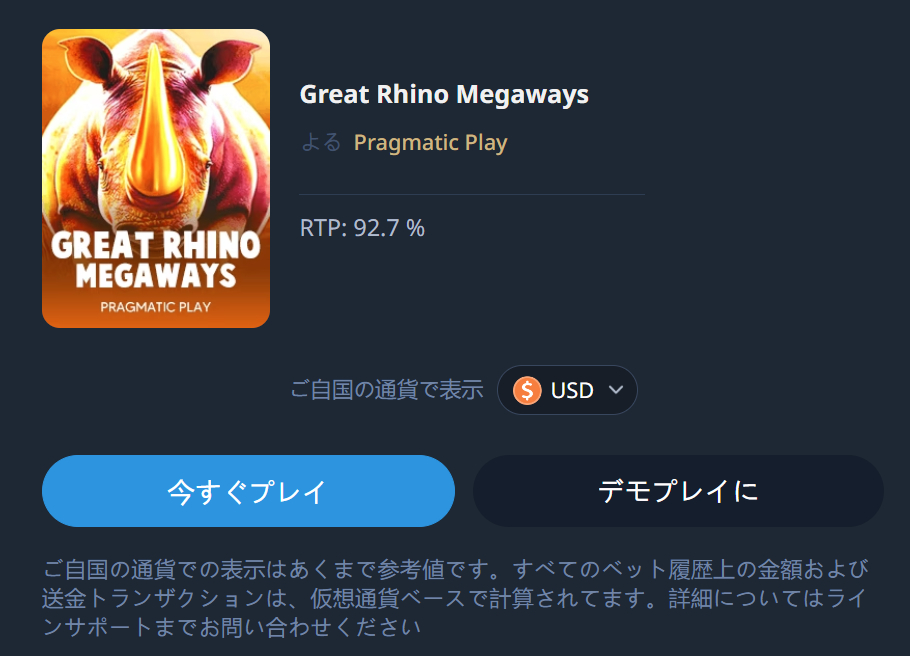 GREAT RHINO
MEGAWAYS
PRAGMATIC PLAY
Great Rhino Megaways
よる Pragmatic Play
RTP: 92.7 %
ご自国の通貨で表示 $ USD
今すぐプレイ
デモプレイに
ご自国の通貨での表示はあくまで参考値です。すべてのベット履歴上の金額および
送金トランザクションは、仮想通貨ベースで計算されてます。詳細についてはライ
ンサポートまでお問い合わせください